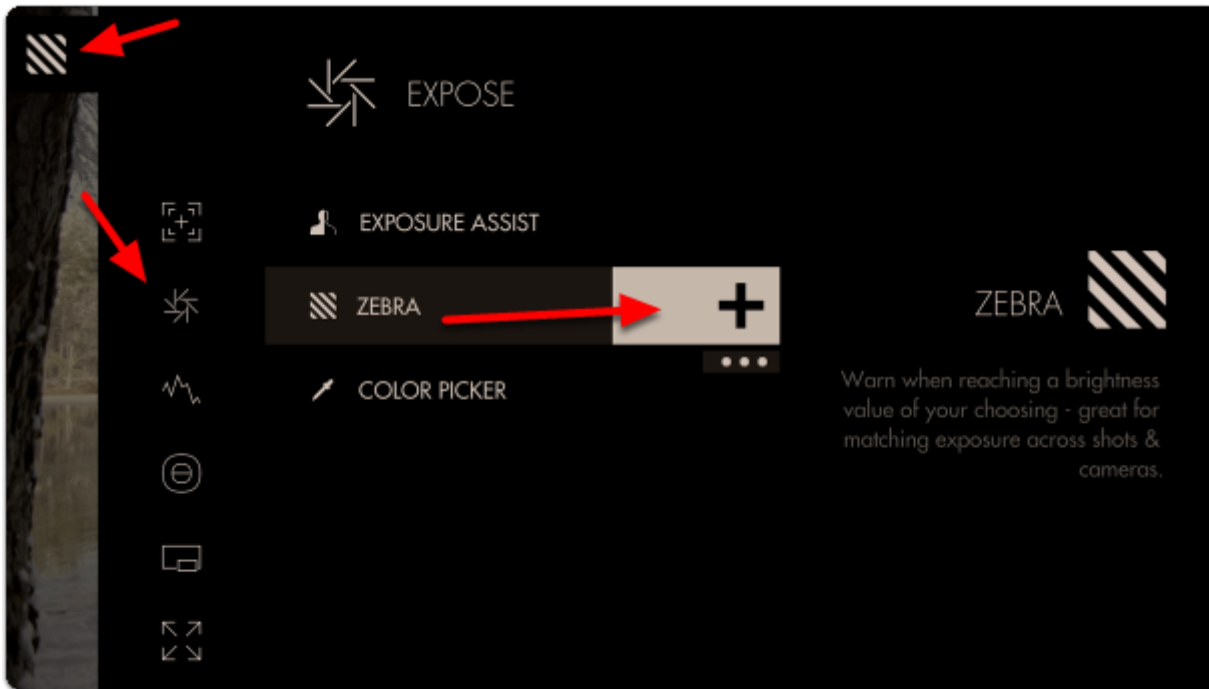 EXPOSE
EXPOSURE ASSIST
ZEBRA
COLOR PICKER
ZEBRA
Warn when reaching a brightness
value of your choosing - great for
matching exposure across shots &
cameras.